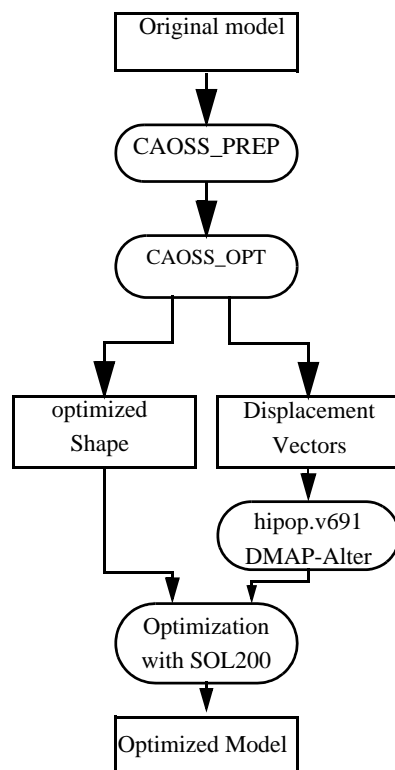 Original model
CAOSS_PREP
CAOSS_OPT
optimized
Shape
Displacement
Vectors
hipop.v691
DMAP-Alter
Optimization
with SOL200
Optimized Model